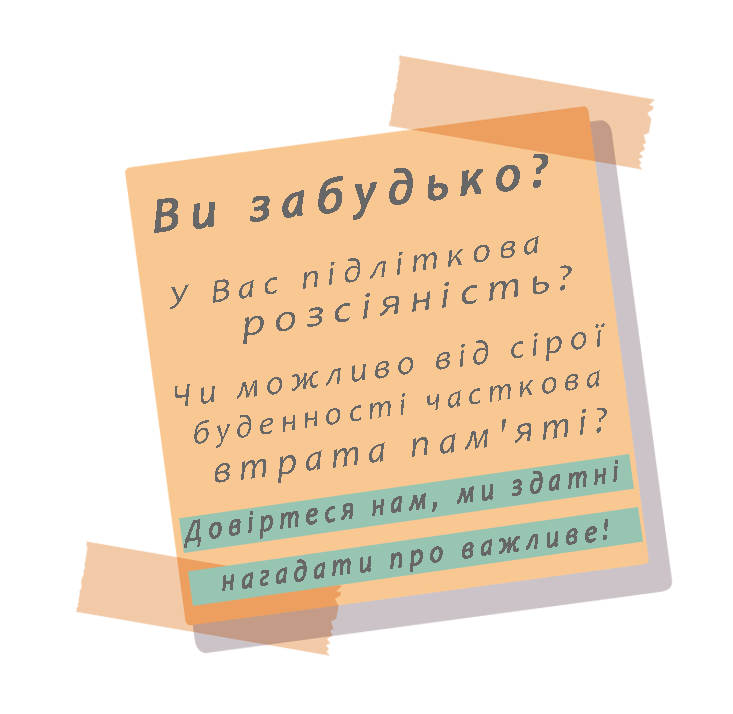 Ви забудько?
У Вас підліткова
розсіяність?
Чи можливо від сірої
буденності часткова
втрата пам'яті?
Довіртеся нам, ми здатні
нагадати про важливе!